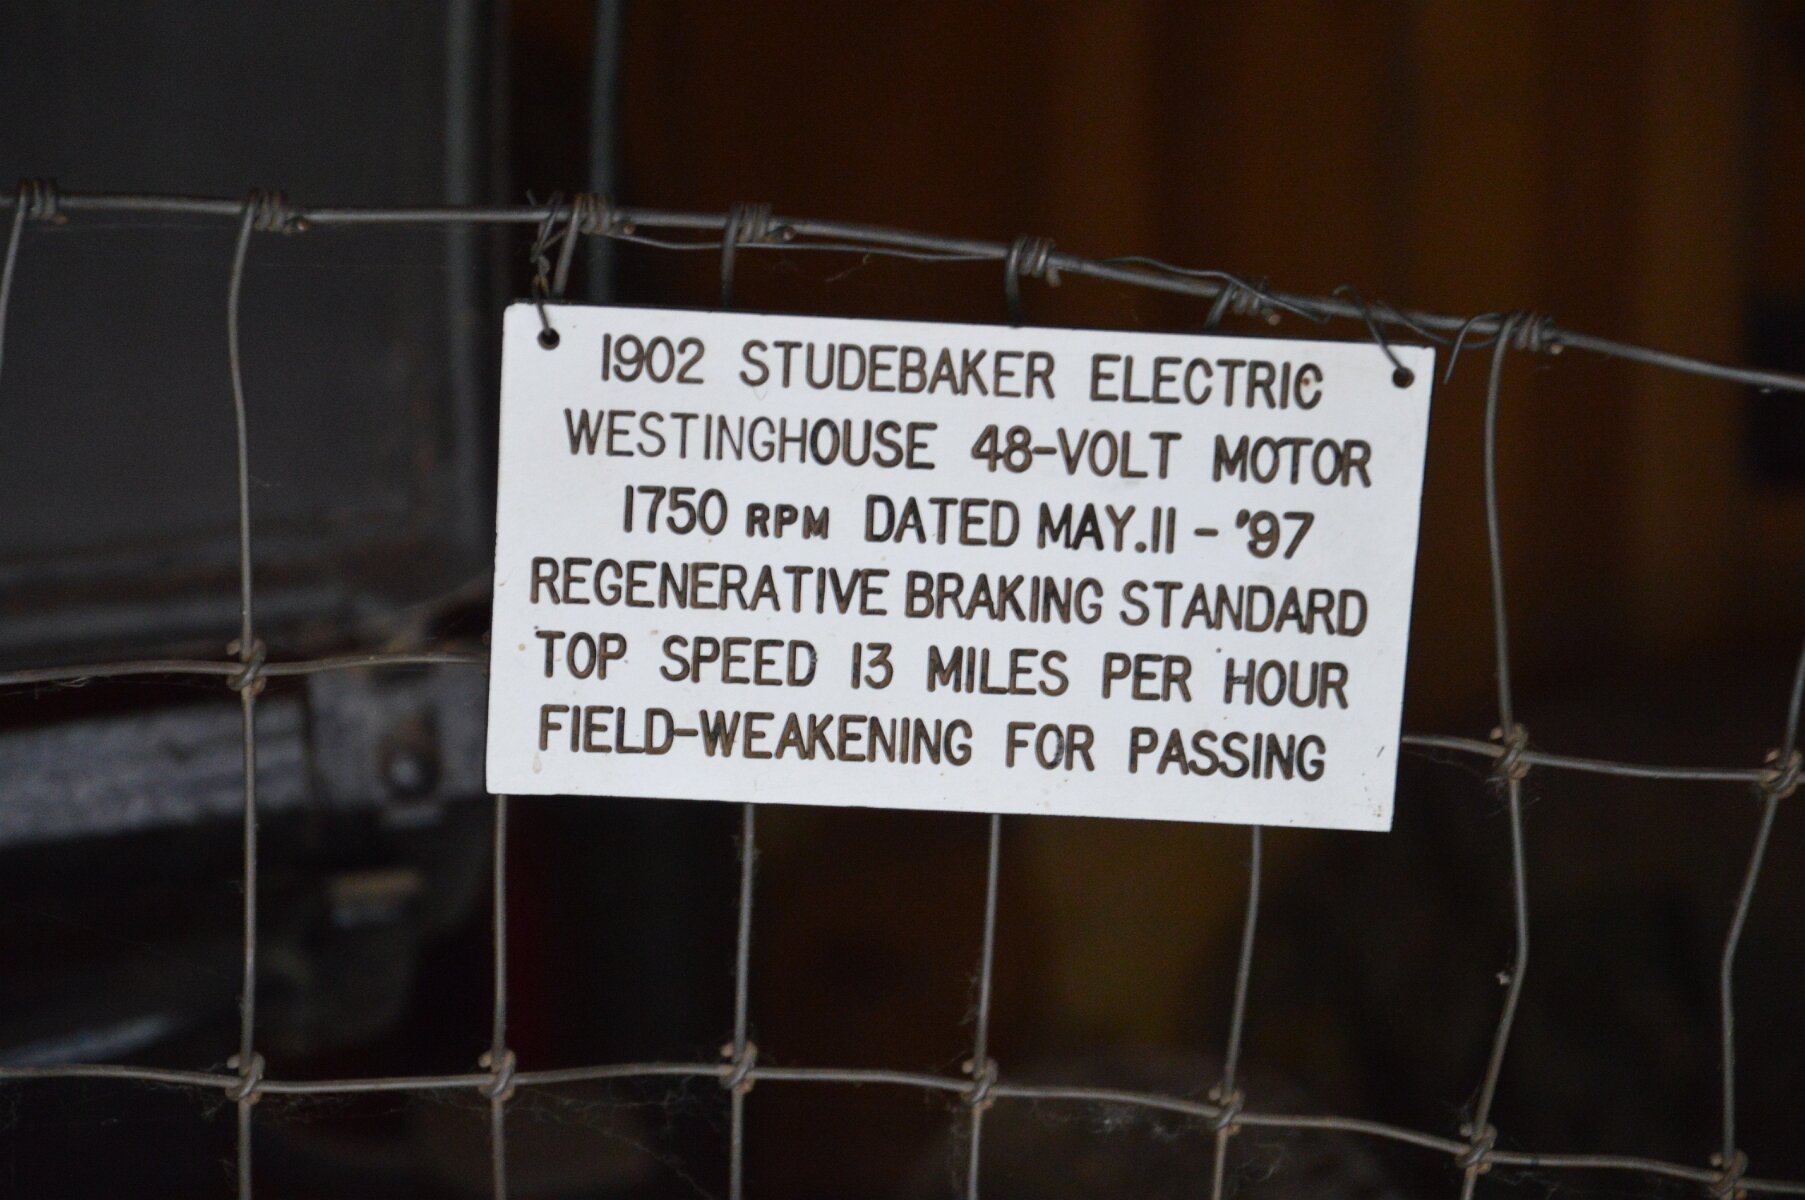 1902 STUDEBAKER ELECTRIC
WESTINGHOUSE 48-VOLT MOTOR
1750 RPM DATED MAY.11 - '97
REGENERATIVE BRAKING STANDARD
TOP SPEED 13 MILES PER HOUR
FIELD-WEAKENING FOR PASSING